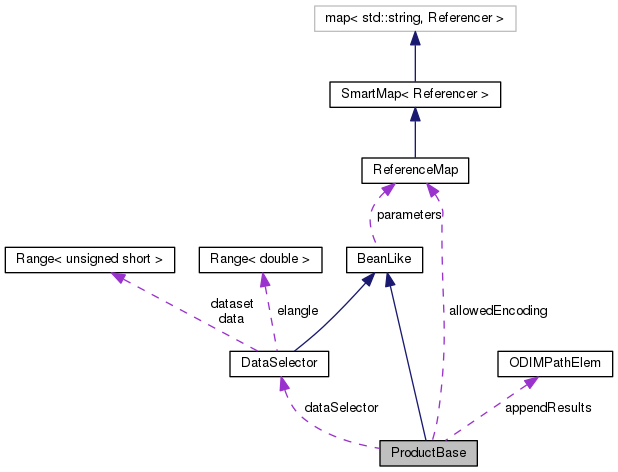 map< std::string, Referencer >
SmartMap< Referencer >
ReferenceMap
parameters
Range< unsigned short >
Range< double >
BeanLike
dataset
data
elangle
allowedEncoding
DataSelector
ODIMPathElem
dataSelector
appendResults
ProductBase